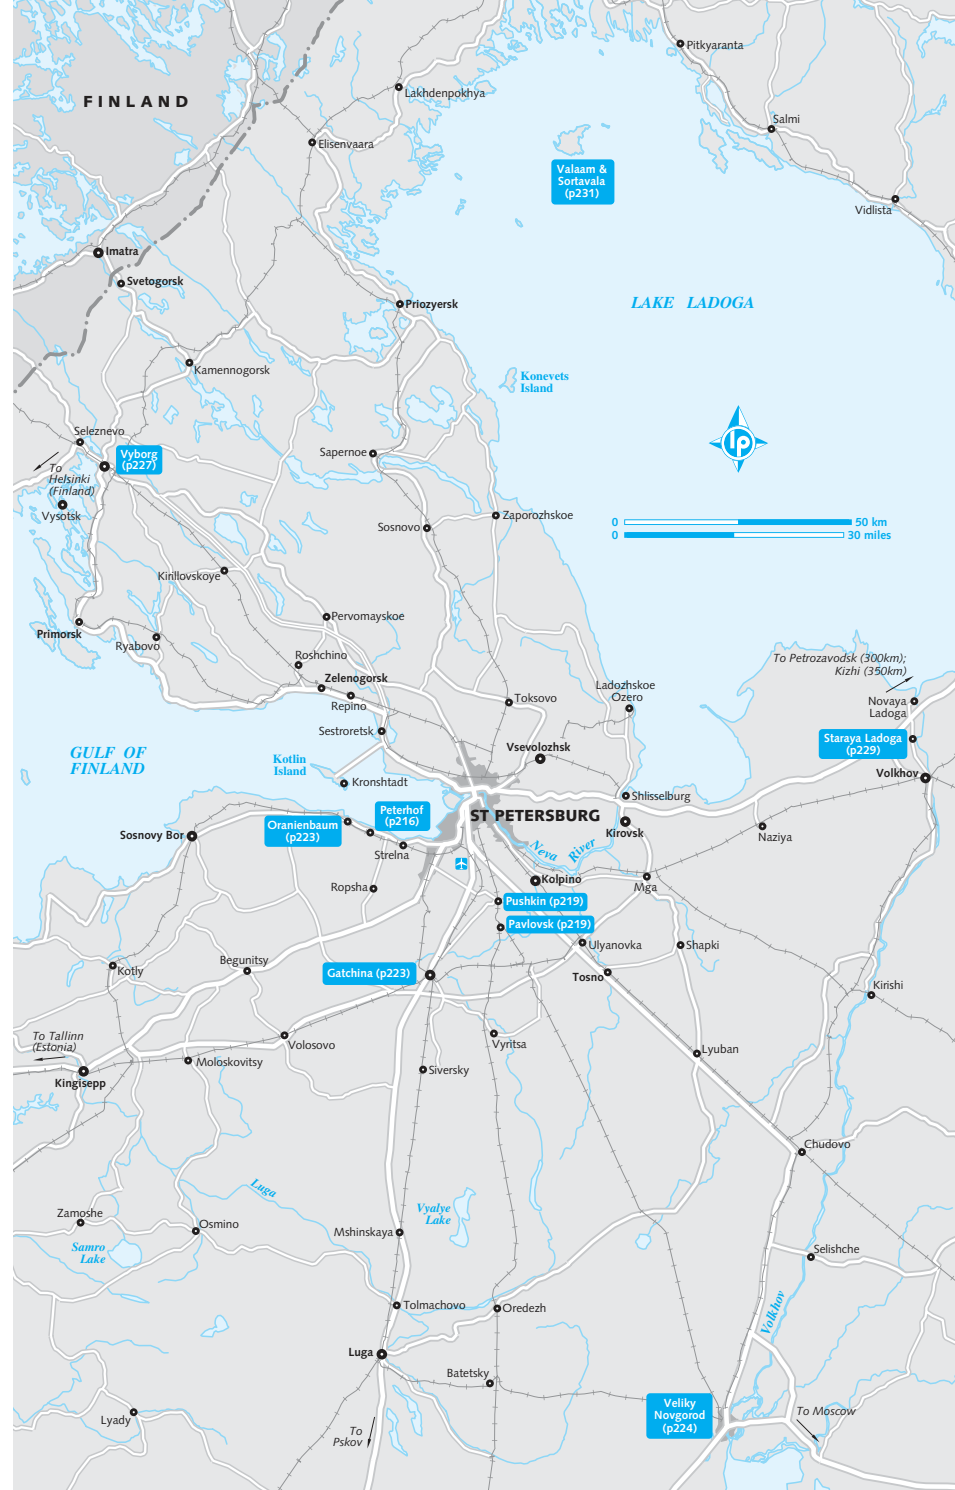 Pitkyaranta
Lakhdenpokhya
FINLAND
Salmi
Elisenvaara
Valaam &
Sortavala
(p231)
Vidlista
Imatra
Svetogorsk
LAKE LADOGA
Priozyersk
Kamennogorsk
Konevets
Island
Seleznevo
lp
Vyborg
(p227)
Sapernoe
To
Helsinki
(Finland)
Vysotsk
Zaporozhskoe
Sosnovo
0 50 km
0 30 miles
Kirillovskoye
Pervomayskoe
Primorsk
Ryabovo
Roshchino
To Petrozavodsk (300km);
Kizhi (350km)
Zelenogorsk
Ladozhskoe
Ozero
Repino
Toksovo
Novaya
Ladoga
Sestroretsk
Staraya Ladoga
(p229)
GULF OF
FINLAND
Vsevolozhsk
Kotlin
Island
Volkhov
Kronshtadt
Shlisselburg
Peterhof
(p216)
ST PETERSBURG
Oranienbaum
(p223)
Sosnovy Bor
Kirovsk
Naziya
Strelna
Neva River
Ropsha
Kolpino
Mga
Pushkin (p219)
Pavlovsk (p219)
Ulyanovka
Shapki
Begunitsy
Kotly
Gatchina (p223)
Tosno
Kirishi
To Tallinn
(Estonia)
Volosovo
Vyritsa
Lyuban
Moloskovitsy
Siversky
Kingisepp
Chudovo
Luga
Vyalye
Lake
Zamoshe
Osmino
Mshinskaya
Samro
Lake
Selishche
Volkhov
Tolmachovo
Oredezh
Luga
Batetsky
Veliky
Novgorod
(p224)
Lyady
To Moscow
To
Pskov